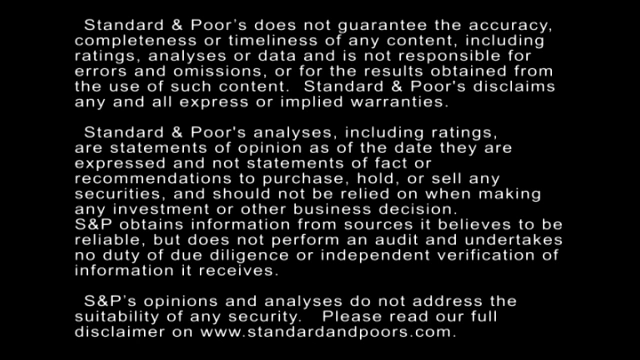 Standard & Poor's does not guarantee the accuracy,
completeness or timeliness of any content, including
ratings, analyses or data and is not responsible for
errors and omissions, or for the results obtained from
the use of such content.  Standard & Poor's disclaims
any and all express or implied warranties.
Standard & Poor's analyses, including ratings,
are statements of opinion as of the date they are
expressed and not statements of fact or
recommendations to purchase, hold, or sell any
securities, and should not be relied on when making
any investment or other business decision.
S&P obtains information from sources it believes to be
reliable, but does not perform an audit and undertakes
no duty of due diligence or independent verification of
information it receives.
S&P's opinions and analyses do not address the
suitability of any security.   Please read our full
disclaimer on www.standardandpoors.com.